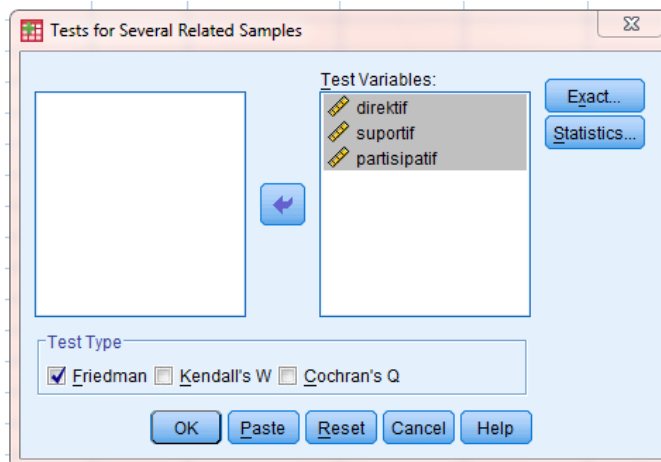 Tests for Several Related Samples
Test Variables:
direktif
suportif
partisipatif
Exact...
Statistics...
Test Type
Friedman Kendall's W Cochran's Q
OK Paste Reset Cancel Help